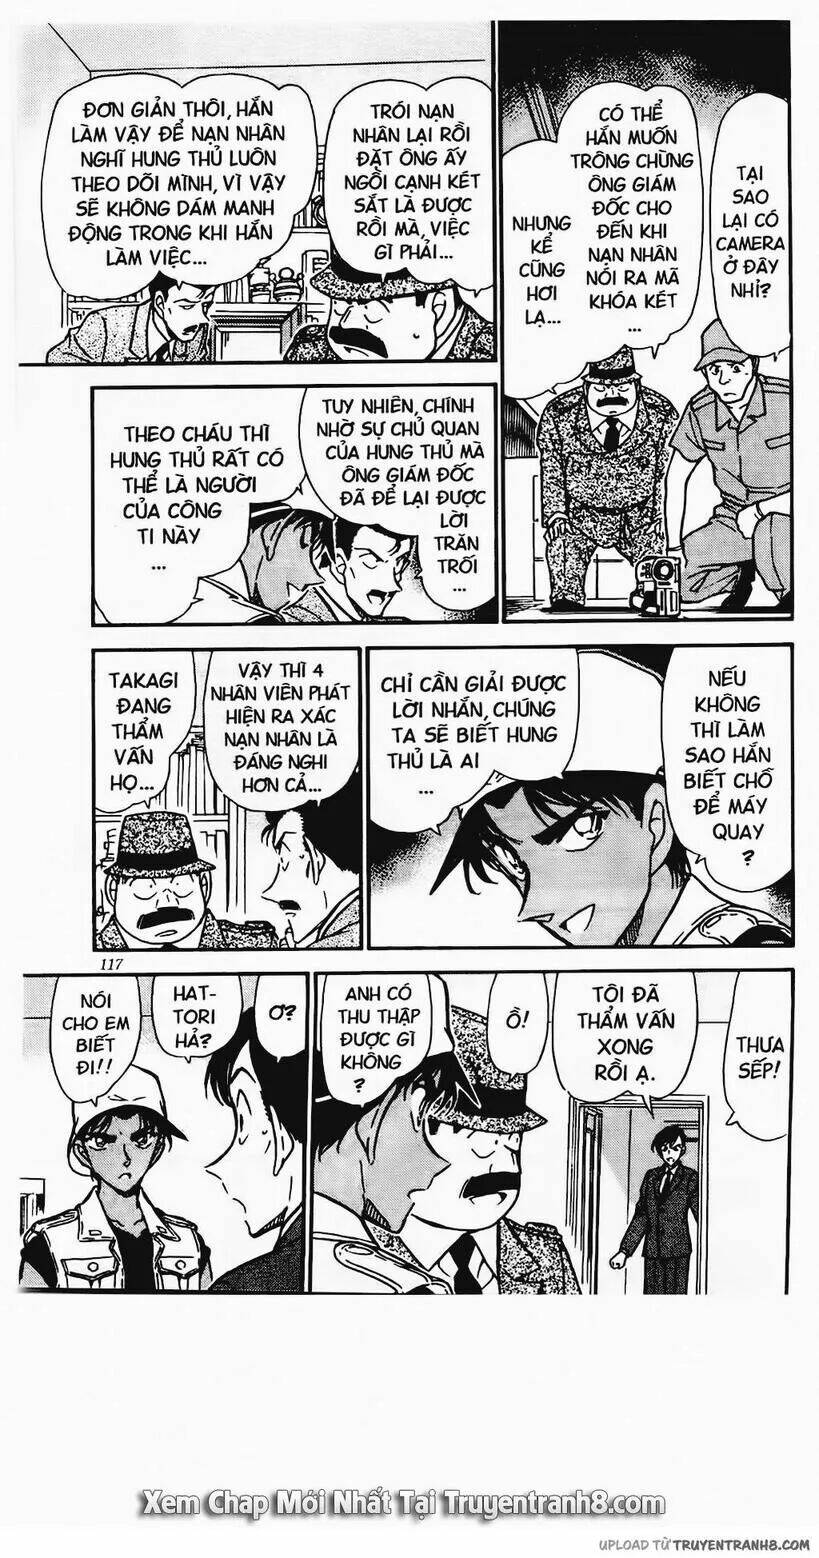 TẠI
SAO
LẠI CÓ
CAMERA
Ở ĐÂY
NHỈ?
CÓ THỂ
HẮN MUỐN
TRÔNG CHỪNG
ÔNG GIÁM
ĐỐC CHO
ĐẾN KHI
NẠN NHÂN
NÓI RA MÃ
KHÓA KÉT
...
NHƯNG
KỂ
CŨNG
HƠI
LẠ...
TRÓI NẠN
NHÂN LẠI RỒI
ĐẶT ÔNG ẤY
NGỒI CẠNH KÉT
SẮT LÀ ĐƯỢC
RỒI MÀ, VIỆC
GÌ PHẢI...
ĐƠN GIẢN THÔI, HẮN
LÀM VẬY ĐỂ NẠN NHÂN
NGHĨ HUNG THỦ LUÔN
THEO DÕI MÌNH, VÌ VẬY
SẼ KHÔNG DÁM MANH
ĐỘNG TRONG KHI HẮN
LÀM VIỆC...
TUY NHIÊN, CHÍNH
NHỜ SỰ CHỦ QUAN
CỦA HUNG THỦ MÀ
ÔNG GIÁM ĐỐC
ĐÃ ĐỂ LẠI ĐƯỢC
LỜI
TRĂN
TRỐI
...
THEO CHÁU THÌ
HUNG THỦ RẤT CÓ
THỂ LÀ NGƯỜI
CỦA CÔNG
TI NÀY
...
NẾU
KHÔNG
THÌ LÀM
SAO HẮN
BIẾT CHỖ
ĐỂ MÁY
QUAY
?
CHỈ CẦN GIẢI ĐƯỢC
LỜI NHẮN, CHÚNG
TA SẼ BIẾT HUNG
THỦ LÀ AI
...
VẬY THÌ 4
NHÂN VIÊN PHÁT
HIỆN RA XÁC
NẠN NHÂN LÀ
ĐÁNG NGHI
HƠN CẢ...
TAKAGI
ĐANG
THẨM
VẤN
HỌ...
117
THƯA
SẾP!
TÔI ĐÃ
THẨM VẤN
XONG
RỒI Ạ.
Ồ!
ANH CÓ
THU THẬP
ĐƯỢC GÌ
KHÔNG
?
Ơ?
HAT-
TORI
HẢ?
NÓI
CHO EM
BIẾT
ĐI!!
Xem Chap Mới Nhất Tại Truyentranh8.com
UPLOAD TỪ TRUYENTRANH8.COM